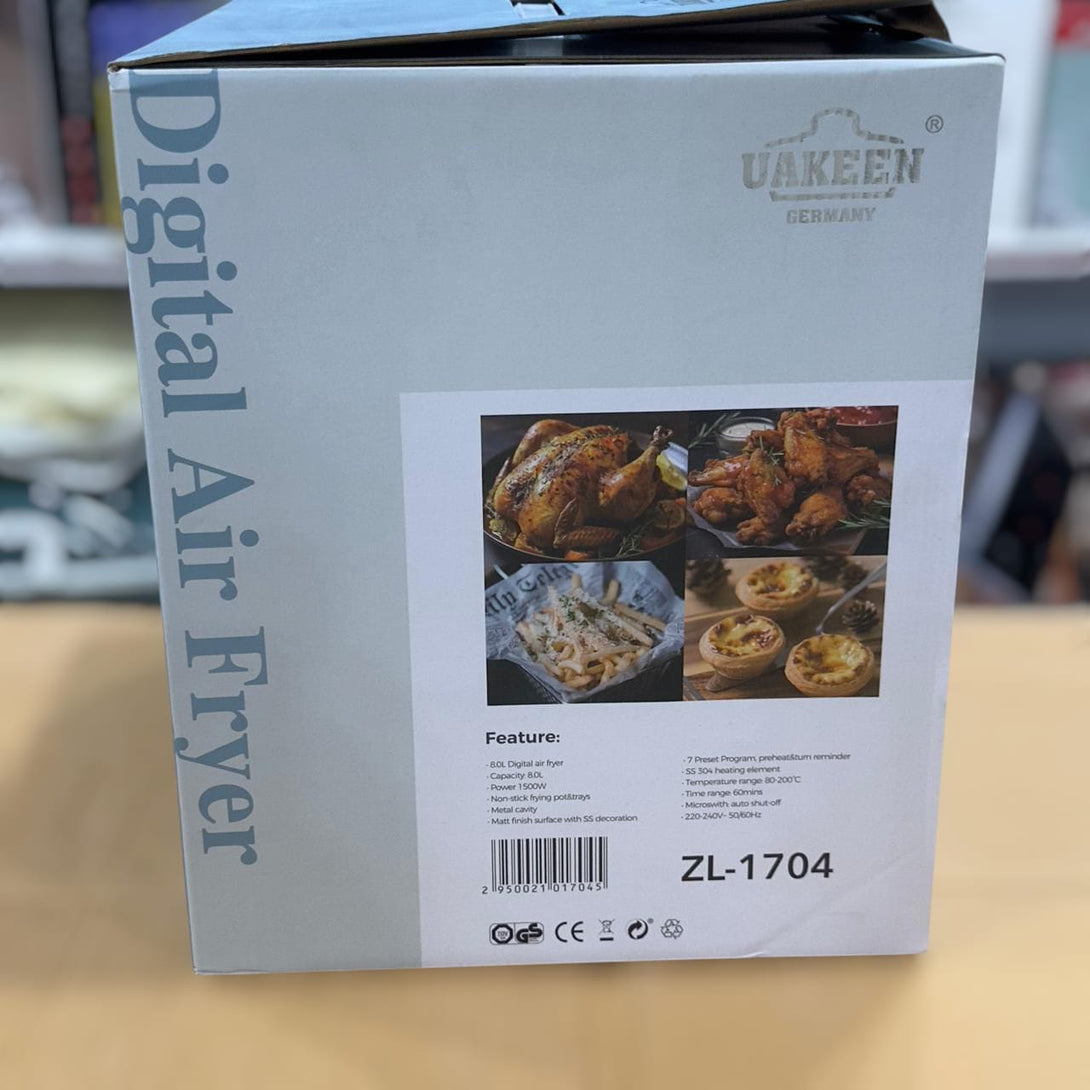 Digital Air Fryer
UAKEEN ®
GERMANY
Feature:
· 8.0L Digital air fryer
· Capacity: 8.0L
· Power 1500W
· Non-stick frying pot&trays
· Metal cavity
· Matt finish surface with SS decoration
· 7 Preset Program, preheat&turn reminder
· SS 304 heating element
· Temperature range: 80-200°C
· Time range: 60mins
· Microswith: auto shut-off
· 220-240V~ 50/60Hz
2 950021 017045
ZL-1704
GS CE